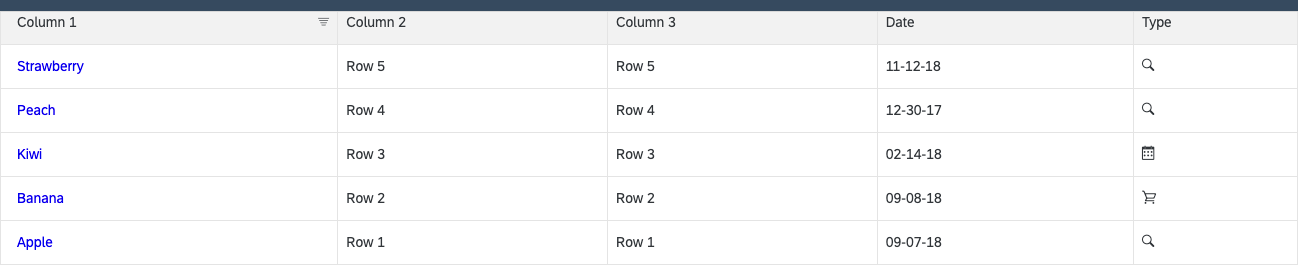 Column 1 Column 2 Column 3 Date Type
Strawberry Row 5 Row 5 11-12-18
Peach Row 4 Row 4 12-30-17
Kiwi Row 3 Row 3 02-14-18
Banana Row 2 Row 2 09-08-18
Apple Row 1 Row 1 09-07-18